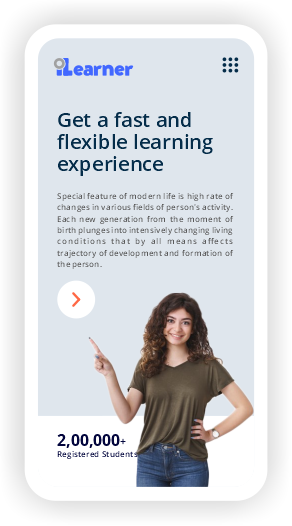 iLearner
Get a fast and
flexible learning
experience
Special feature of modern life is high rate of
changes in various fields of person's activity.
Each new generation from the moment of
birth plunges into intensively changing living
conditions that by all means affects
trajectory of development and formation of
the person.
2,00,000+
Registered Students